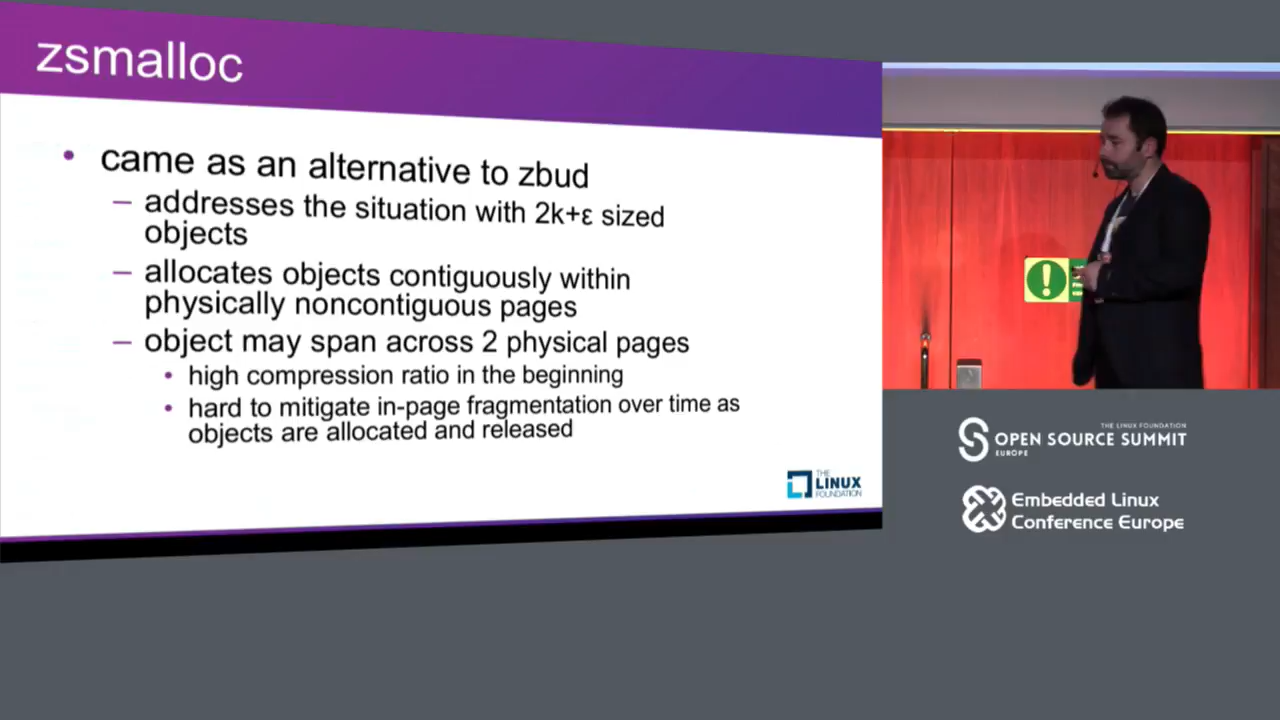 zsmalloc
• came as an alternative to zbud
– addresses the situation with 2k+ε sized
objects
– allocates objects contiguously within
physically noncontiguous pages
– object may span across 2 physical pages
• high compression ratio in the beginning
• hard to mitigate in-page fragmentation over time as
objects are allocated and released
THE
LINUX
FOUNDATION
THE LINUX FOUNDATION
OPEN SOURCE SUMMIT
EUROPE
Embedded Linux
Conference Europe